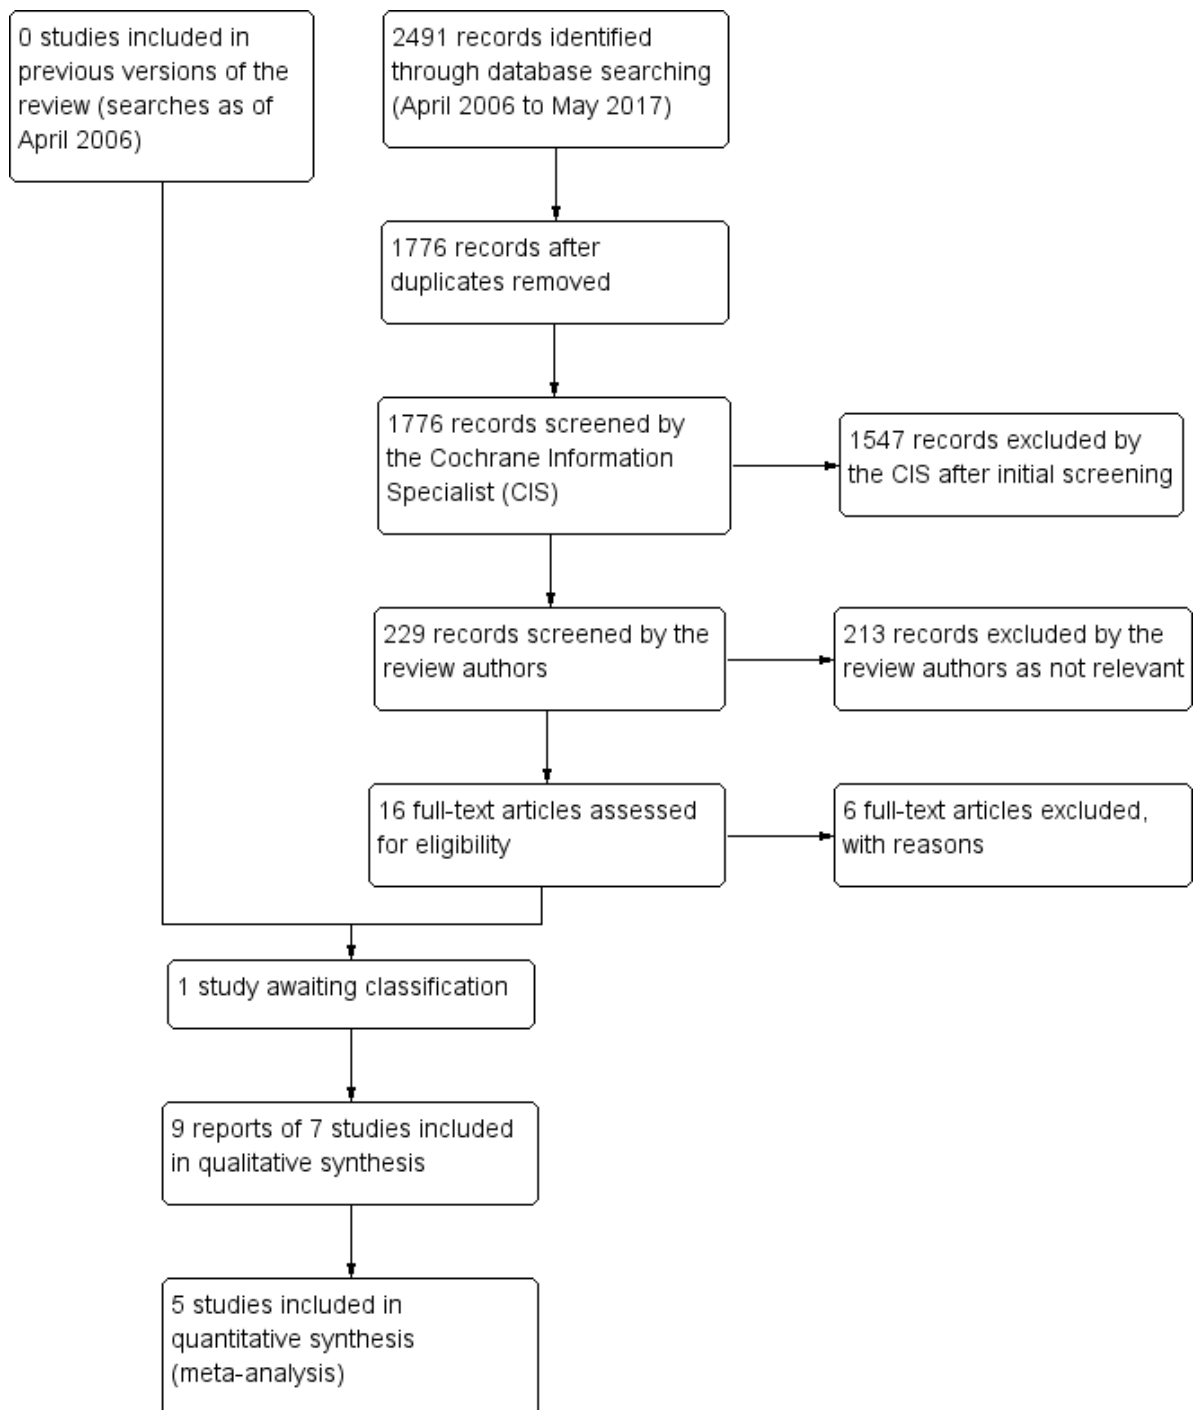 0 studies included in
previous versions of the
review (searches as of
April 2006)
2491 records identified
through database searching
(April 2006 to May 2017)
1776 records after
duplicates removed
1776 records screened by
the Cochrane Information
Specialist (CIS)
1547 records excluded by
the CIS after initial screening
229 records screened by the
review authors
213 records excluded by the
review authors as not relevant
16 full-text articles assessed
for eligibility
6 full-text articles excluded,
with reasons
1 study awaiting classification
9 reports of 7 studies included
in qualitative synthesis
5 studies included in
quantitative synthesis
(meta-analysis)